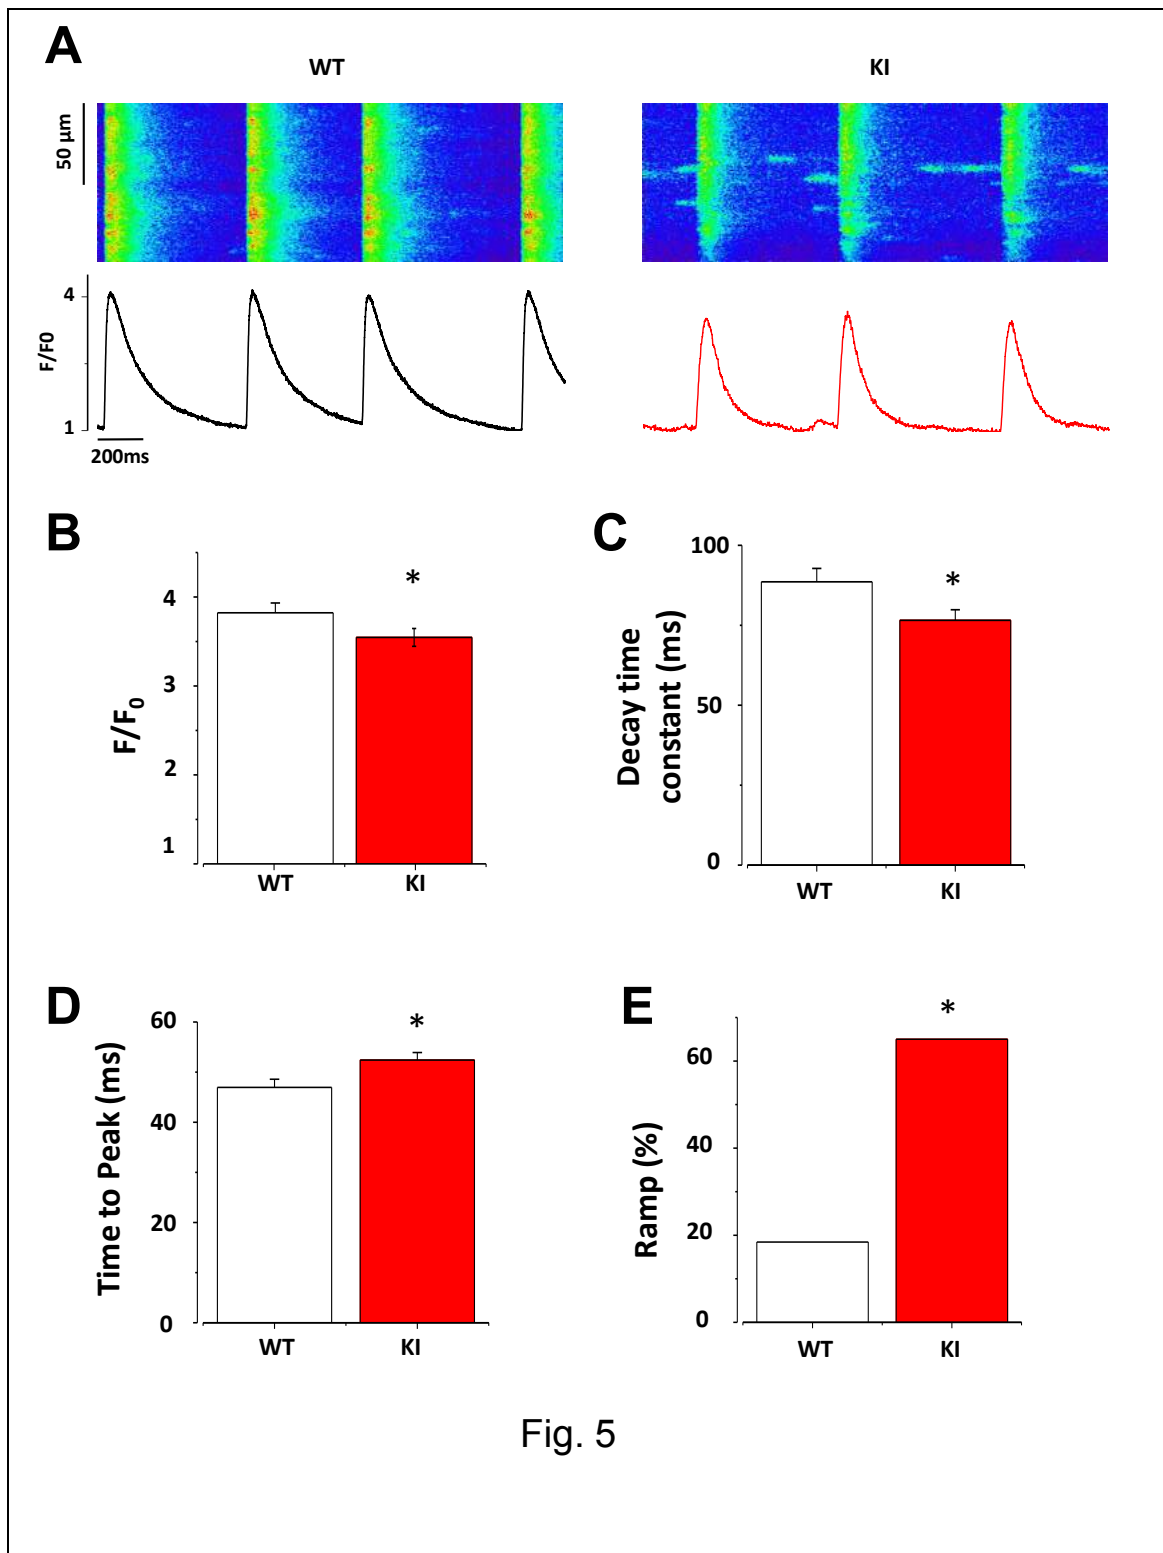 A
WT
KI
50 µm
4
F/F0
1
200ms
B
*
4
3
2
1
F/F0
WT
KI
C
100
*
50
0
Decay time
constant (ms)
WT
KI
D
60
*
40
20
0
Time to Peak (ms)
WT
KI
E
*
60
40
20
0
Ramp (%)
WT
KI
Fig. 5